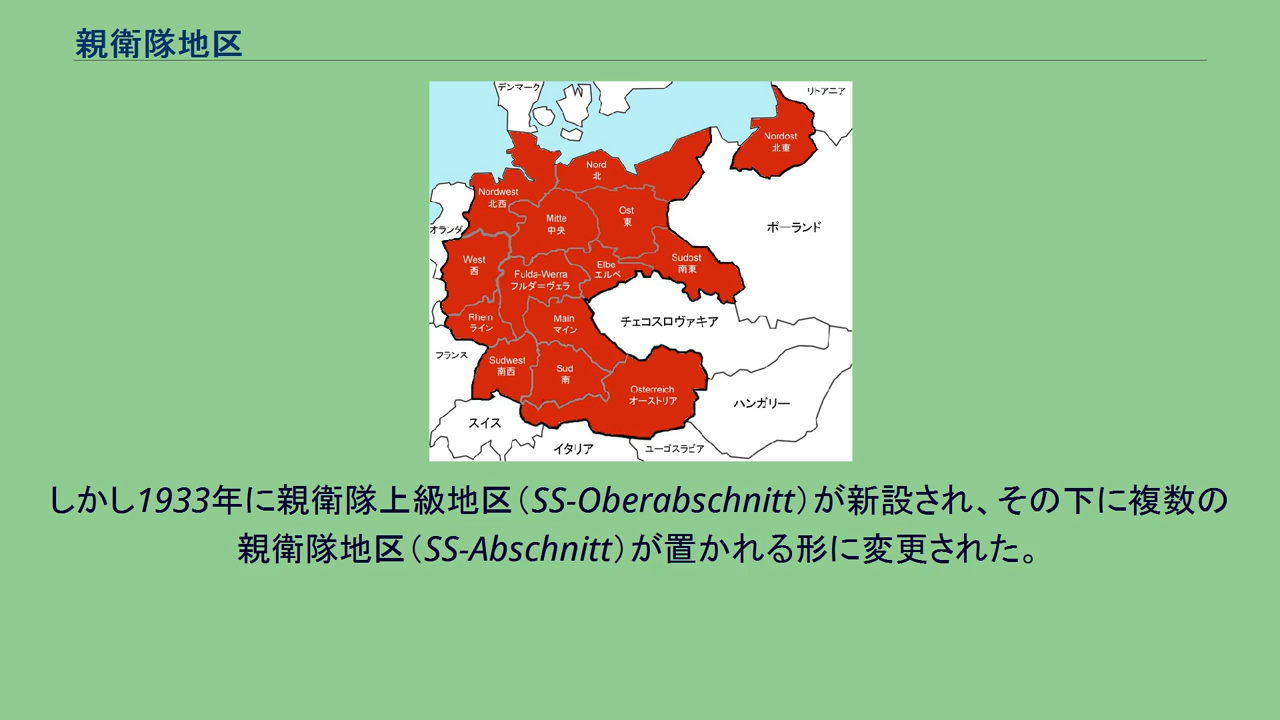 親衛隊地区
デンマーク
リトアニア
Nordost
北東
Nord
北
Nordwest
北西
Ost
東
Mitte
中央
オランダ
ポーランド
West
西
Sudost
南東
Elbe
エルベ
Fulda-Werra
フルダ=ヴェラ
Rhein
ライン
Main
マイン
チェコスロヴァキア
フランス
Sudwest
南西
Sud
南
Osterreich
オーストリア
ハンガリー
スイス
イタリア
ユーゴスラビア
しかし1933年に親衛隊上級地区(SS-Oberabschnitt)が新設され、その下に複数の
親衛隊地区(SS-Abschnitt)が置かれる形に変更された。